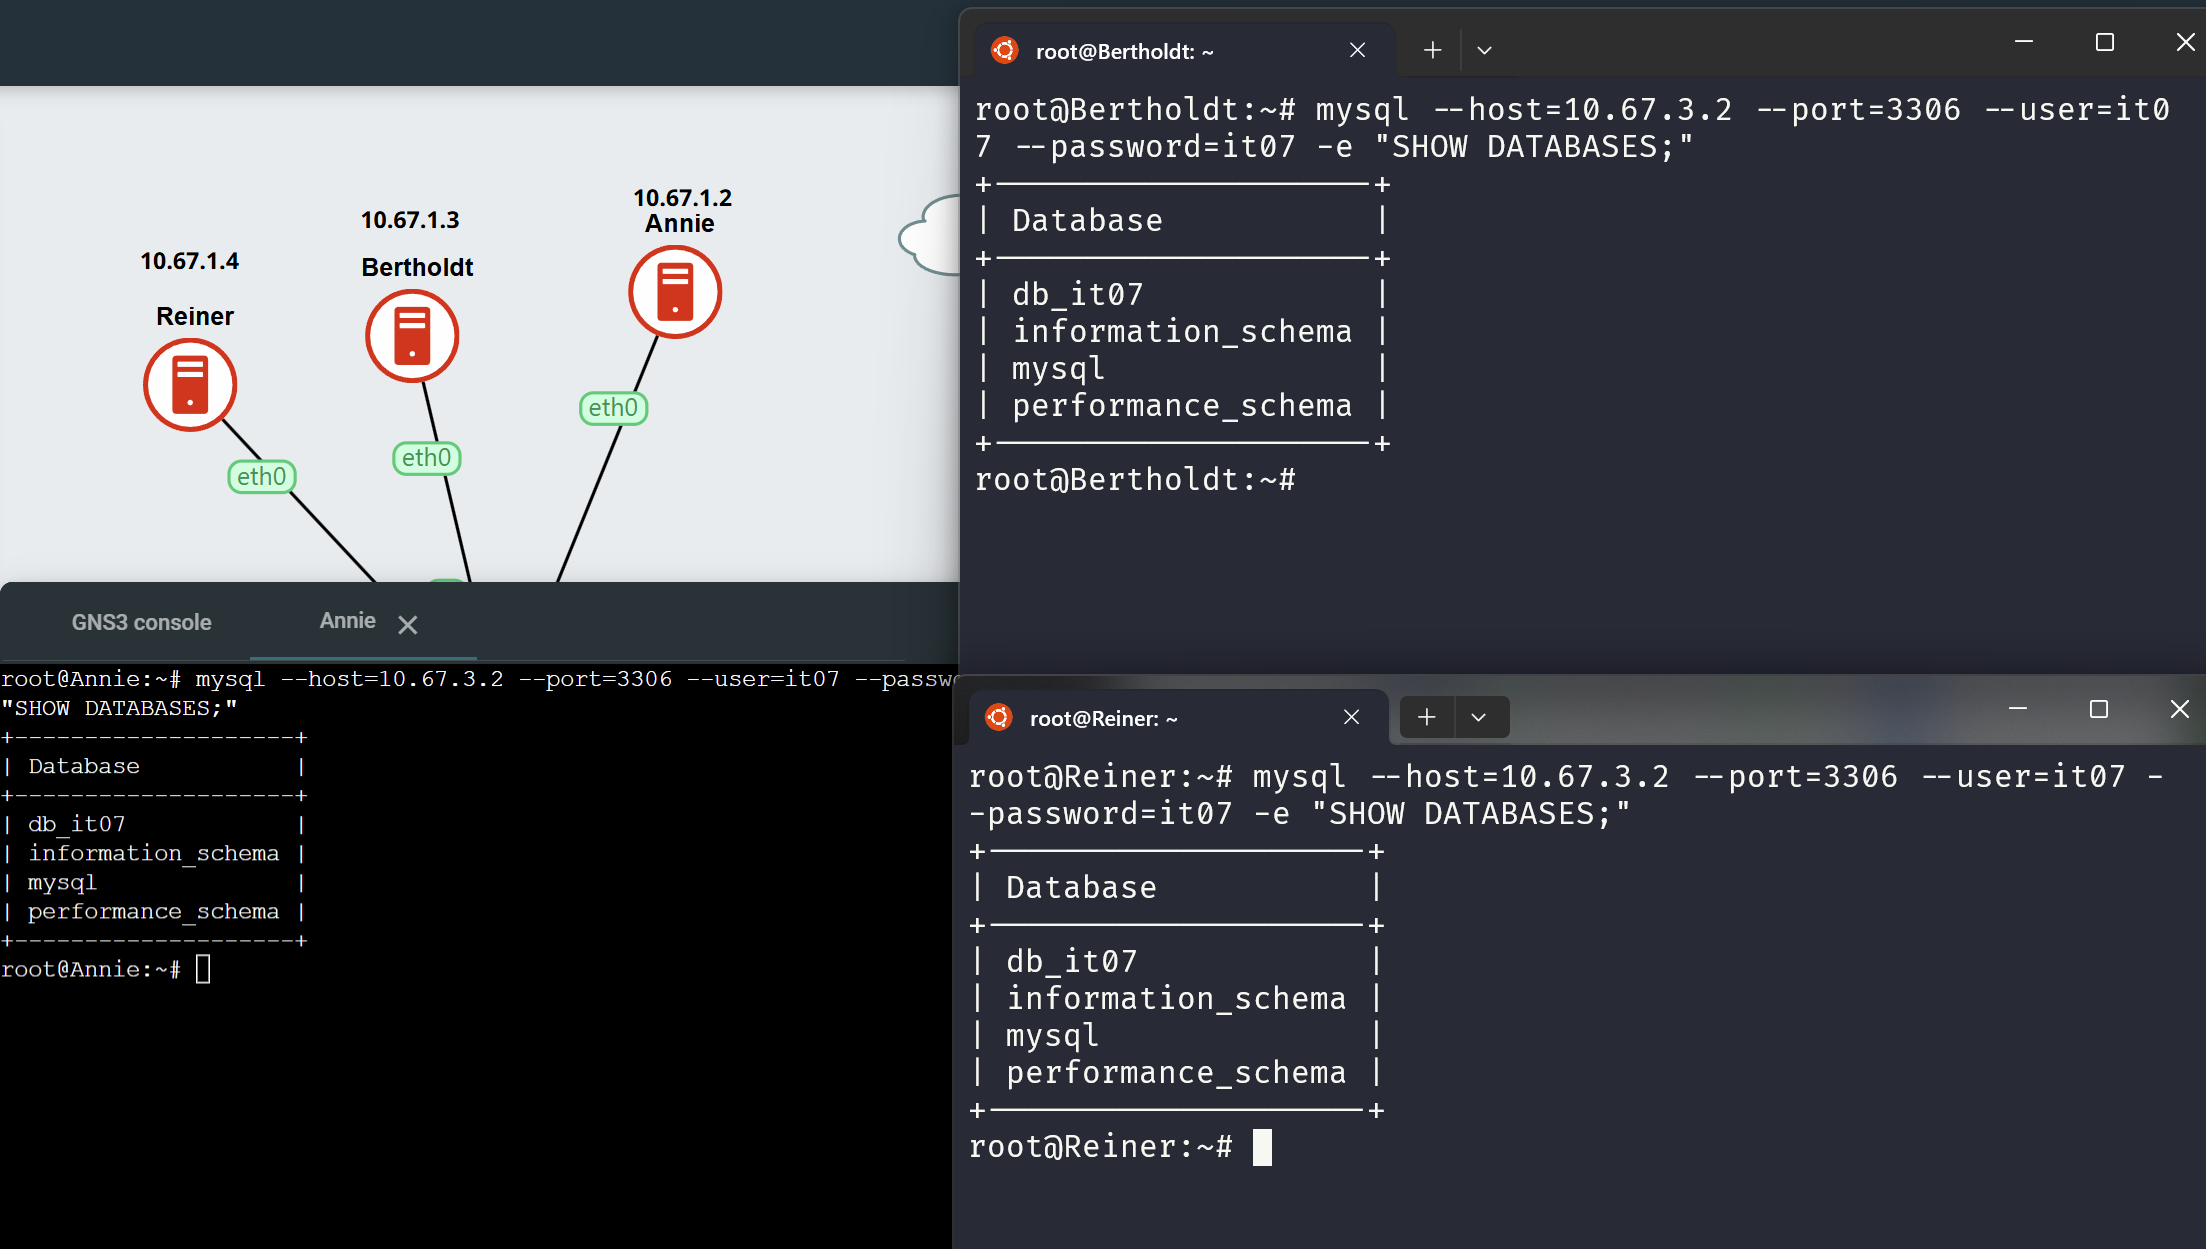 10.67.1.2
Annie
10.67.1.3
Bertholdt
10.67.1.4
Reiner
eth0
eth0
eth0
GNS3 console
Annie
root@Annie:~# mysql --host=10.67.3.2 --port=3306 --user=it07
"SHOW DATABASES;"
+--------------------+
| Database           |
+--------------------+
| db_it07            |
| information_schema |
| mysql              |
| performance_schema |
+--------------------+
root@Annie:~#
root@Bertholdt: ~
root@Bertholdt:~# mysql --host=10.67.3.2 --port=3306 --user=it0
7 --password=it07 -e "SHOW DATABASES;"
+--------------------+
| Database           |
+--------------------+
| db_it07            |
| information_schema |
| mysql              |
| performance_schema |
+--------------------+
root@Bertholdt:~#
root@Reiner: ~
root@Reiner:~# mysql --host=10.67.3.2 --port=3306 --user=it07 -
-password=it07 -e "SHOW DATABASES;"
+--------------------+
| Database           |
+--------------------+
| db_it07            |
| information_schema |
| mysql              |
| performance_schema |
+--------------------+
root@Reiner:~#